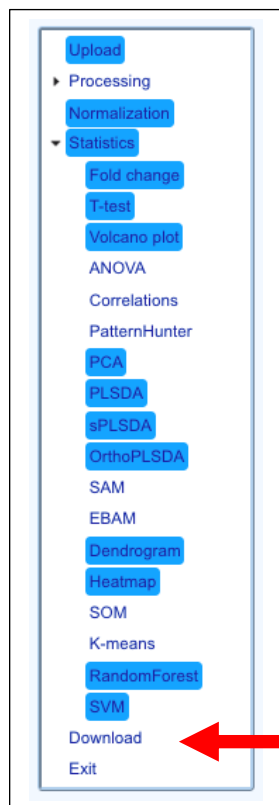 Upload
Processing
Normalization
Statistics
Fold change
T-test
Volcano plot
ANOVA
Correlations
PatternHunter
PCA
PLSDA
sPLSDA
OrthoPLSDA
SAM
EBAM
Dendrogram
Heatmap
SOM
K-means
RandomForest
SVM
Download
Exit